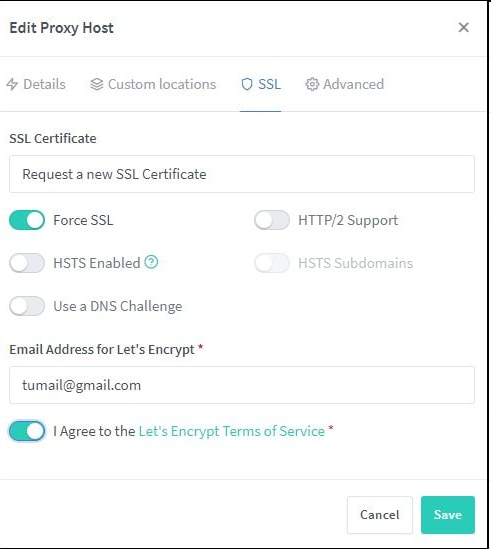 Edit Proxy Host
Details Custom locations SSL Advanced
SSL Certificate
Request a new SSL Certificate
Force SSL HTTP/2 Support
HSTS Enabled HSTS Subdomains
Use a DNS Challenge
Email Address for Let's Encrypt *
tumail@gmail.com
I Agree to the Let's Encrypt Terms of Service *
Cancel Save